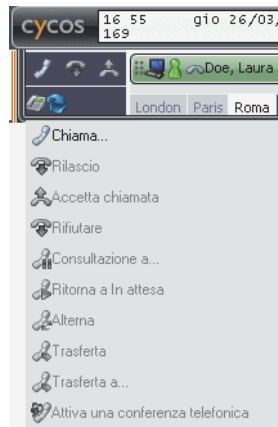 cycos 16 55 gio 26/03,
169
Doe, Laura
London Paris Roma
Chiama...
Rilascio
Accetta chiamata
Rifiutare
Consultazione a...
Ritorna a In attesa
Alterna
Trasferta
Trasferta a...
Attiva una conferenza telefonica